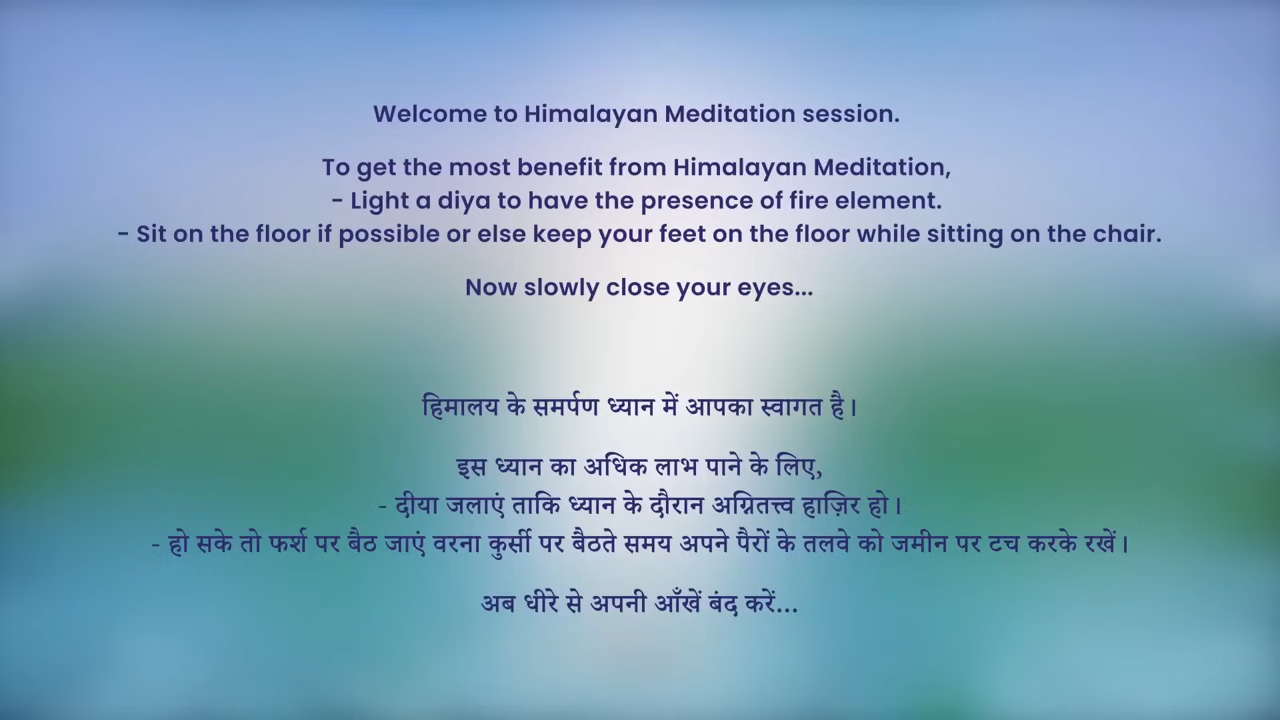 Welcome to Himalayan Meditation session.
To get the most benefit from Himalayan Meditation,
- Light a diya to have the presence of fire element.
- Sit on the floor if possible or else keep your feet on the floor while sitting on the chair.
Now slowly close your eyes...
हिमालय के समर्पण ध्यान में आपका स्वागत है।
इस ध्यान का अधिक लाभ पाने के लिए,
- दीया जलाएं ताकि ध्यान के दौरान अग्नितत्त्व हाज़िर हो।
- हो सके तो फर्श पर बैठ जाएं वरना कुर्सी पर बैठते समय अपने पैरों के तलवे को जमीन पर टच करके रखें।
अब धीरे से अपनी आँखें बंद करें...